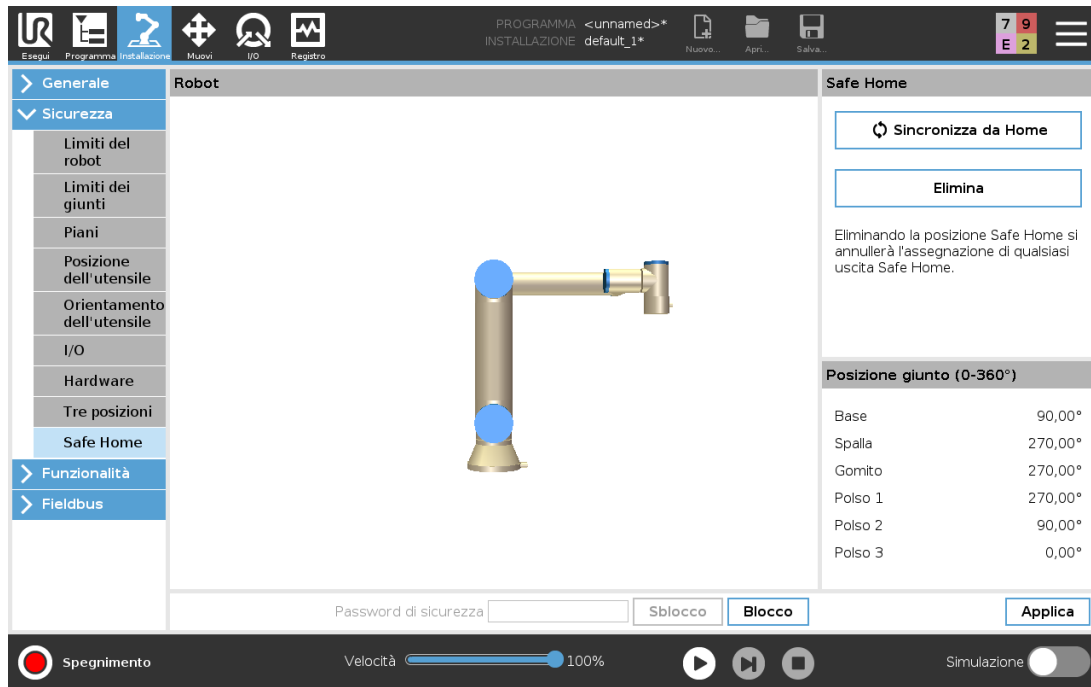 UR
Esegui
Programma
Installazione
Muovi
I/O
Registro
PROGRAMMA <unnamed>*
INSTALLAZIONE default_1*
Nuovo...
Apri...
Salva...
7 9
E 2
Generale
Sicurezza
Limiti del
robot
Limiti dei
giunti
Piani
Posizione
dell'utensile
Orientamento
dell'utensile
I/O
Hardware
Tre posizioni
Safe Home
Funzionalità
Fieldbus
Robot
Safe Home
Sincronizza da Home
Elimina
Eliminando la posizione Safe Home si
annullerà l'assegnazione di qualsiasi
uscita Safe Home.
Posizione giunto (0-360°)
Base 90,00°
Spalla 270,00°
Gomito 270,00°
Polso 1 270,00°
Polso 2 90,00°
Polso 3 0,00°
Password di sicurezza
Sblocco
Blocco
Applica
Spegnimento
Velocità
100%
Simulazione